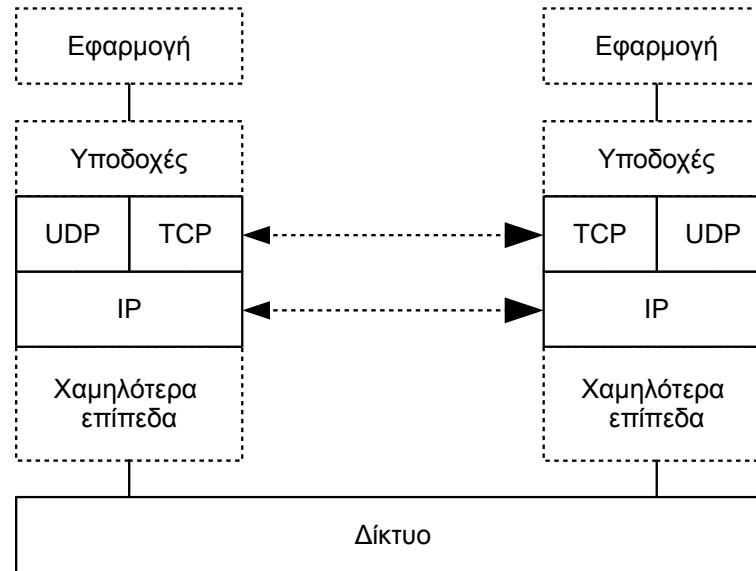 Εφαρμογή
Εφαρμογή
Υποδοχές
Υποδοχές
UDP TCP
TCP UDP
IP
IP
Χαμηλότερα
επίπεδα
Χαμηλότερα
επίπεδα
Δίκτυο